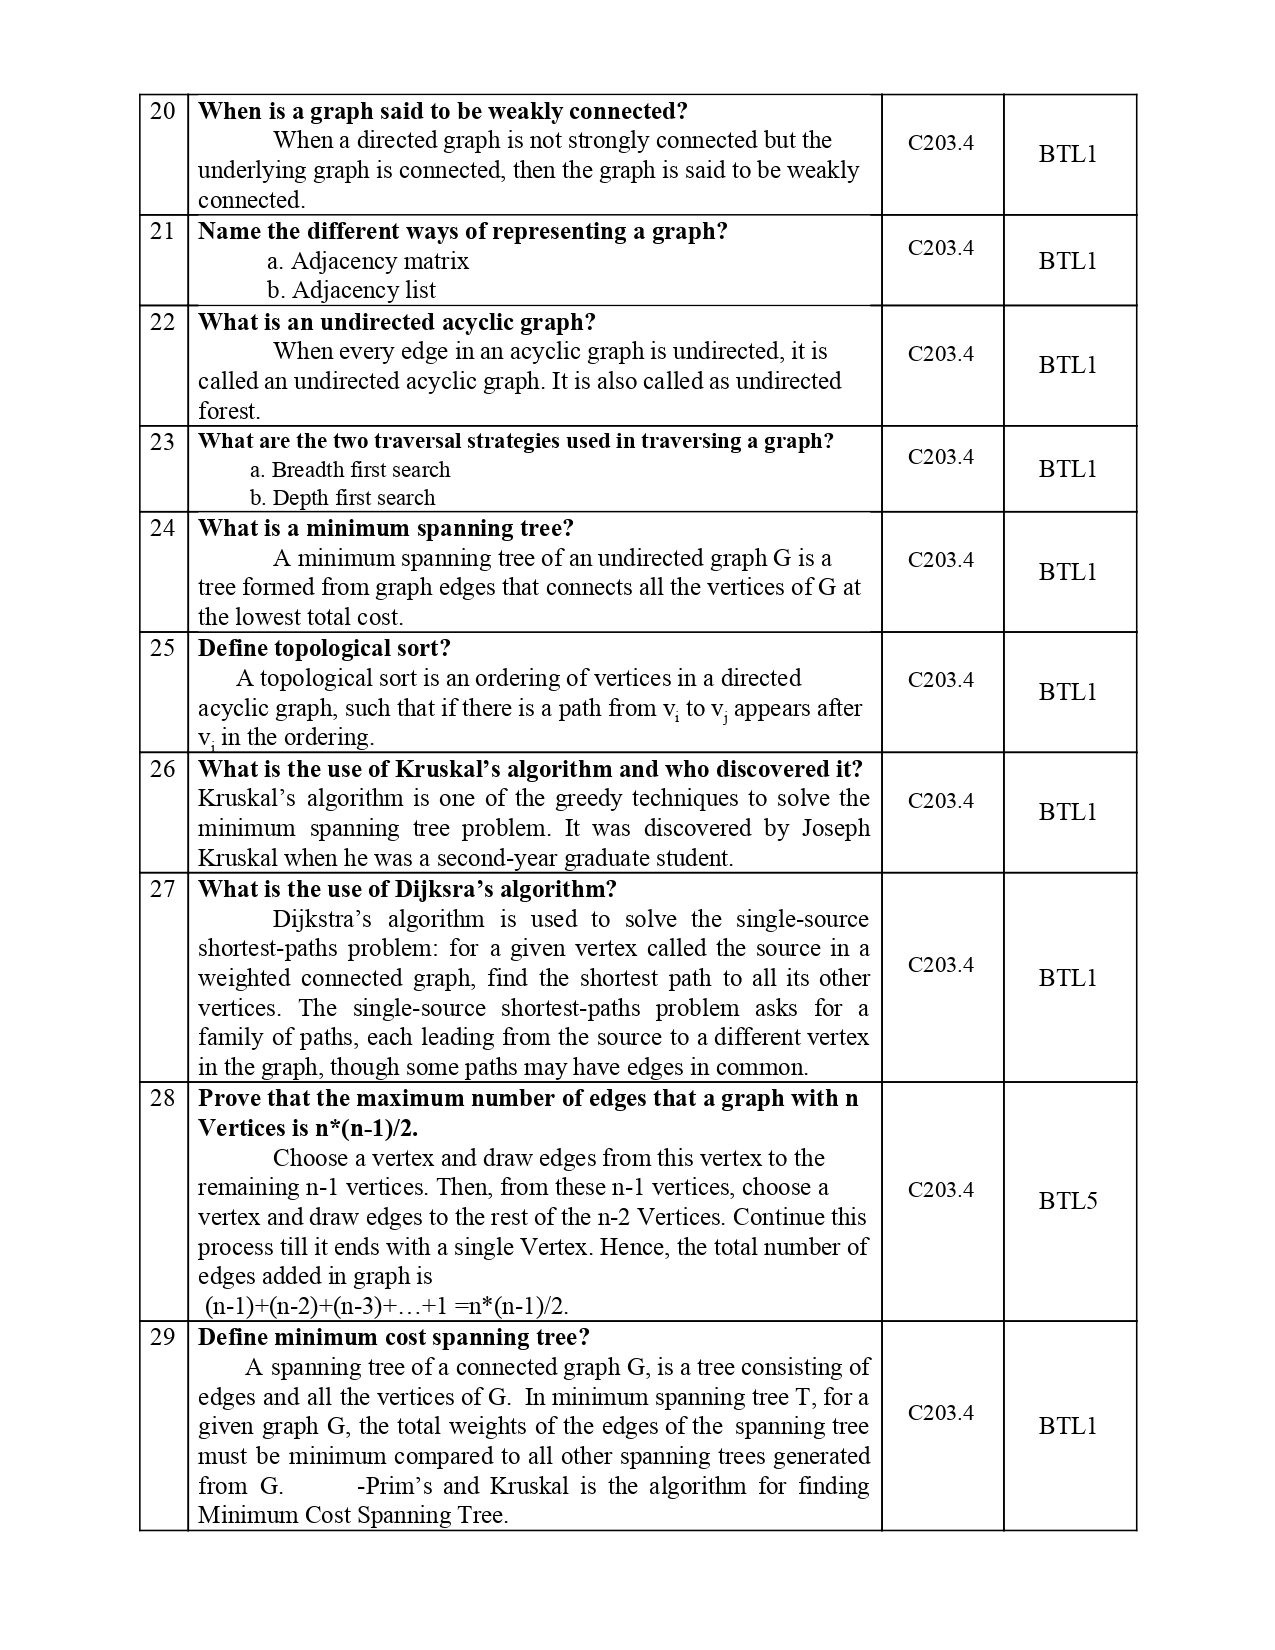 20 When is a graph said to be weakly connected?
When a directed graph is not strongly connected but the
underlying graph is connected, then the graph is said to be weakly
connected.
C203.4
BTL1
21 Name the different ways of representing a graph?
a. Adjacency matrix
b. Adjacency list
C203.4
BTL1
22 What is an undirected acyclic graph?
When every edge in an acyclic graph is undirected, it is
called an undirected acyclic graph. It is also called as undirected
forest.
C203.4
BTL1
23 What are the two traversal strategies used in traversing a graph?
a. Breadth first search
b. Depth first search
C203.4
BTL1
24 What is a minimum spanning tree?
A minimum spanning tree of an undirected graph G is a
tree formed from graph edges that connects all the vertices of G at
the lowest total cost.
C203.4
BTL1
25 Define topological sort?
A topological sort is an ordering of vertices in a directed
acyclic graph, such that if there is a path from vi to vj appears after
vi in the ordering.
C203.4
BTL1
26 What is the use of Kruskal’s algorithm and who discovered it?
Kruskal’s algorithm is one of the greedy techniques to solve the
minimum spanning tree problem. It was discovered by Joseph
Kruskal when he was a second-year graduate student.
C203.4
BTL1
27 What is the use of Dijksra’s algorithm?
Dijkstra’s algorithm is used to solve the single-source
shortest-paths problem: for a given vertex called the source in a
weighted connected graph, find the shortest path to all its other
vertices. The single-source shortest-paths problem asks for a
family of paths, each leading from the source to a different vertex
in the graph, though some paths may have edges in common.
C203.4
BTL1
28 Prove that the maximum number of edges that a graph with n
Vertices is n*(n-1)/2.
Choose a vertex and draw edges from this vertex to the
remaining n-1 vertices. Then, from these n-1 vertices, choose a
vertex and draw edges to the rest of the n-2 Vertices. Continue this
process till it ends with a single Vertex. Hence, the total number of
edges added in graph is
(n-1)+(n-2)+(n-3)+…+1 =n*(n-1)/2.
C203.4
BTL5
29 Define minimum cost spanning tree?
A spanning tree of a connected graph G, is a tree consisting of
edges and all the vertices of G. In minimum spanning tree T, for a
given graph G, the total weights of the edges of the spanning tree
must be minimum compared to all other spanning trees generated
from G. -Prim’s and Kruskal is the algorithm for finding
Minimum Cost Spanning Tree.
C203.4
BTL1